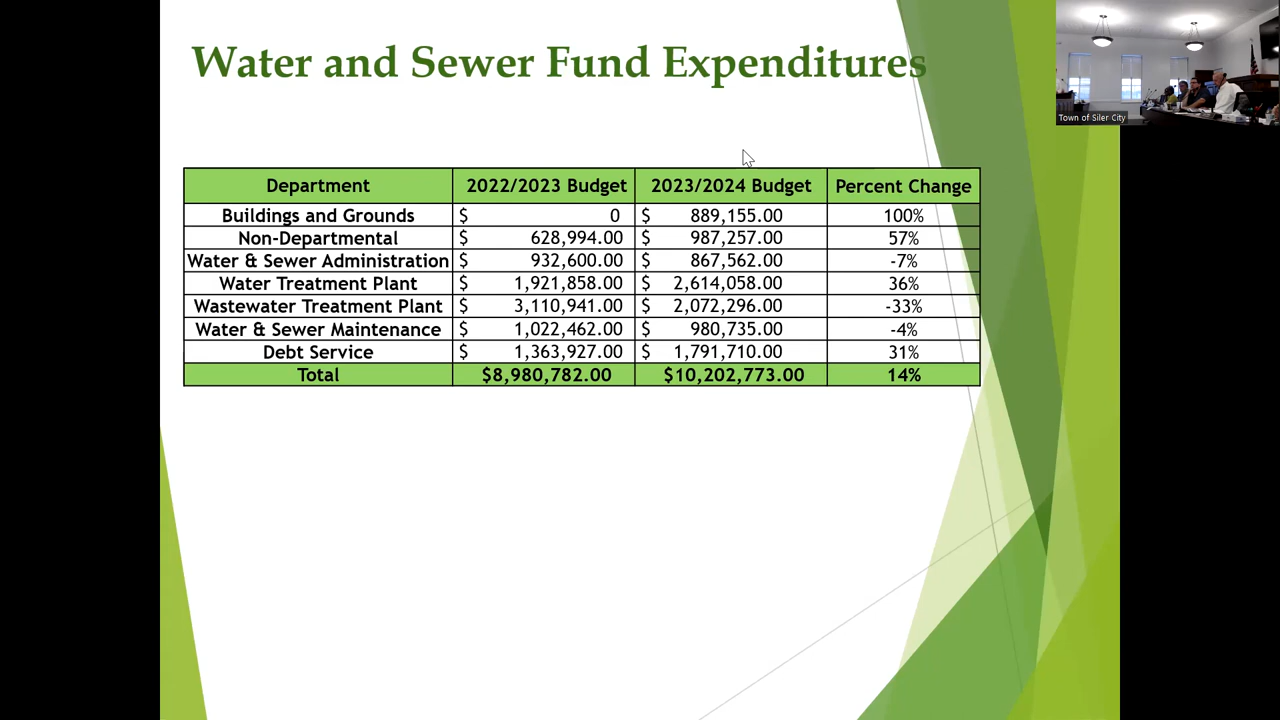 Water and Sewer Fund Expenditures
Town of Siler City
Department 2022/2023 Budget 2023/2024 Budget Percent Change
Buildings and Grounds $ 0 $ 889,155.00 100%
Non-Departmental $ 628,994.00 $ 987,257.00 57%
Water & Sewer Administration $ 932,600.00 $ 867,562.00 -7%
Water Treatment Plant $ 1,921,858.00 $ 2,614,058.00 36%
Wastewater Treatment Plant $ 3,110,941.00 $ 2,072,296.00 -33%
Water & Sewer Maintenance $ 1,022,462.00 $ 980,735.00 -4%
Debt Service $ 1,363,927.00 $ 1,791,710.00 31%
Total $8,980,782.00 $10,202,773.00 14%